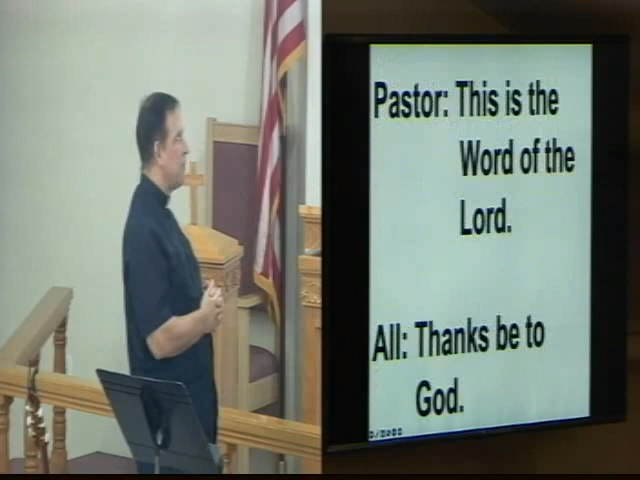 Pastor: This is the
Word of the
Lord.
All: Thanks be to
God.